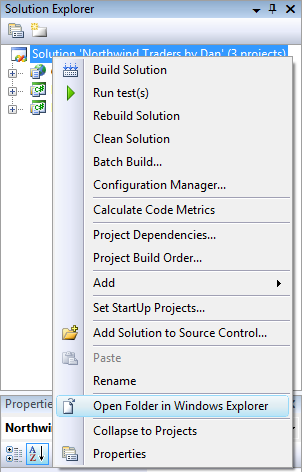 Solution Explorer
Solution 'Northwind Traders by Dan' (3 projects)
Build Solution
Run test(s)
Rebuild Solution
Clean Solution
Batch Build...
Configuration Manager...
Calculate Code Metrics
Project Dependencies...
Project Build Order...
Add
Set StartUp Projects...
Add Solution to Source Control...
Paste
Rename
Open Folder in Windows Explorer
Collapse to Projects
Properties
Properties
Northwi